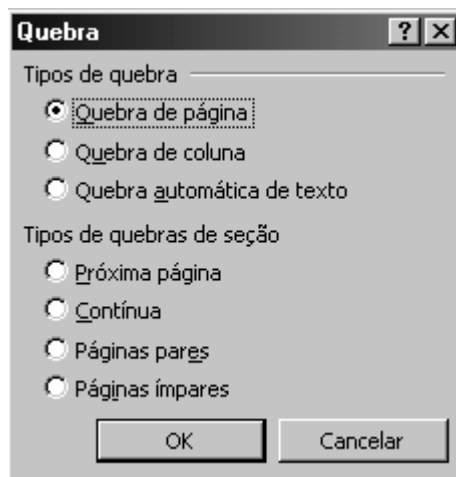 Quebra
Tipos de quebra
Quebra de página
Quebra de coluna
Quebra automática de texto
Tipos de quebras de seção
Próxima página
Contínua
Páginas pares
Páginas ímpares
OK Cancelar